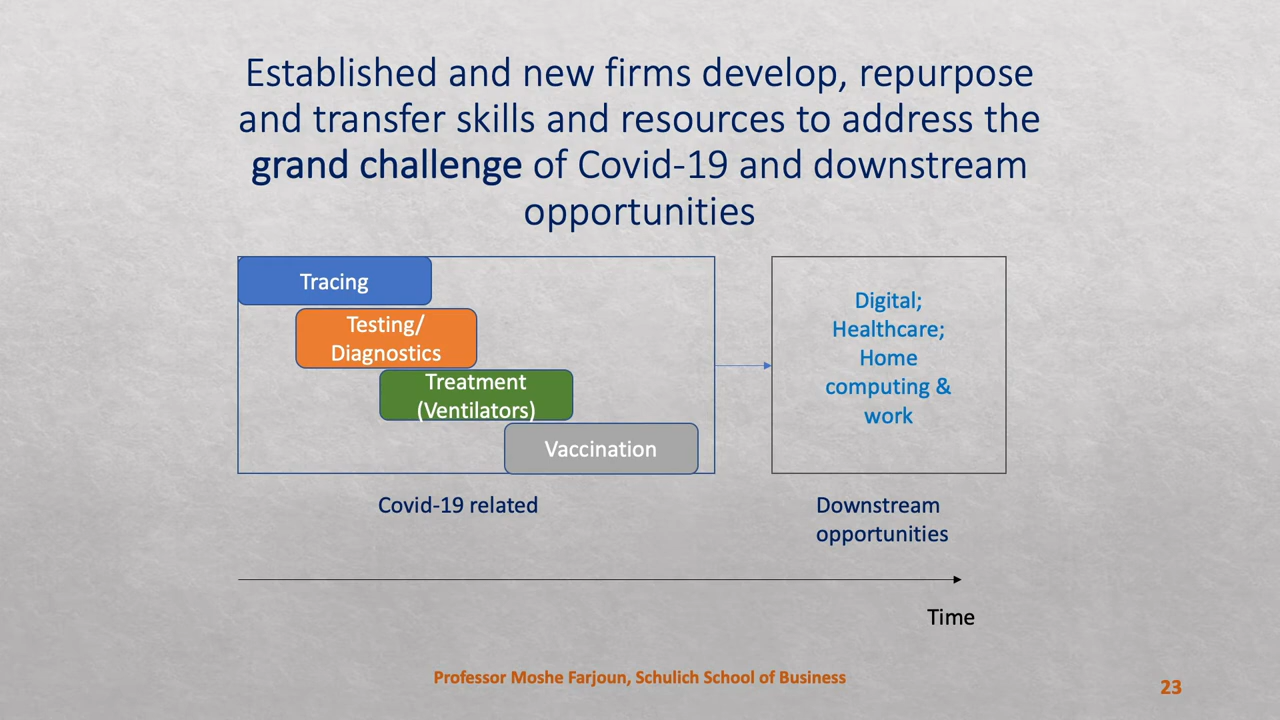 Established and new firms develop, repurpose
and transfer skills and resources to address the
grand challenge of Covid-19 and downstream
opportunities
Tracing
Testing/
Diagnostics
Treatment
(Ventilators)
Vaccination
Digital;
Healthcare;
Home
computing &
work
Covid-19 related
Downstream
opportunities
Time
Professor Moshe Farjoun, Schulich School of Business
23